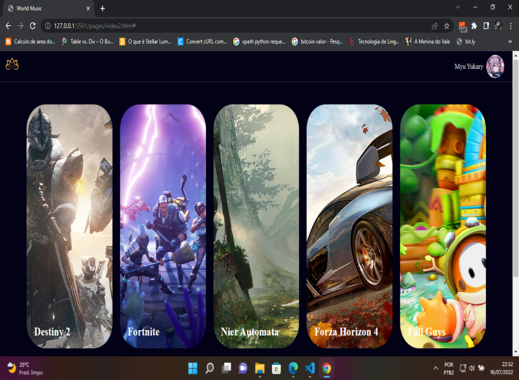 World Music
127.0.0.1:5501/pages/index2.html#
Calculo de area do...
Table vs. Div – O Bo...
O que é Stellar Lum...
Convert cURL com...
xpath python reque...
bitcoin valor - Pesq...
Tecnologia de Ling...
A Menina do Vale
bit.ly
Myu Yukary
Destiny 2
Fortnite
Nier Automata
Forza Horizon 4
Fall Guys
25°C
Pred. limpo
POR
PTB2
22:52
16/07/2022